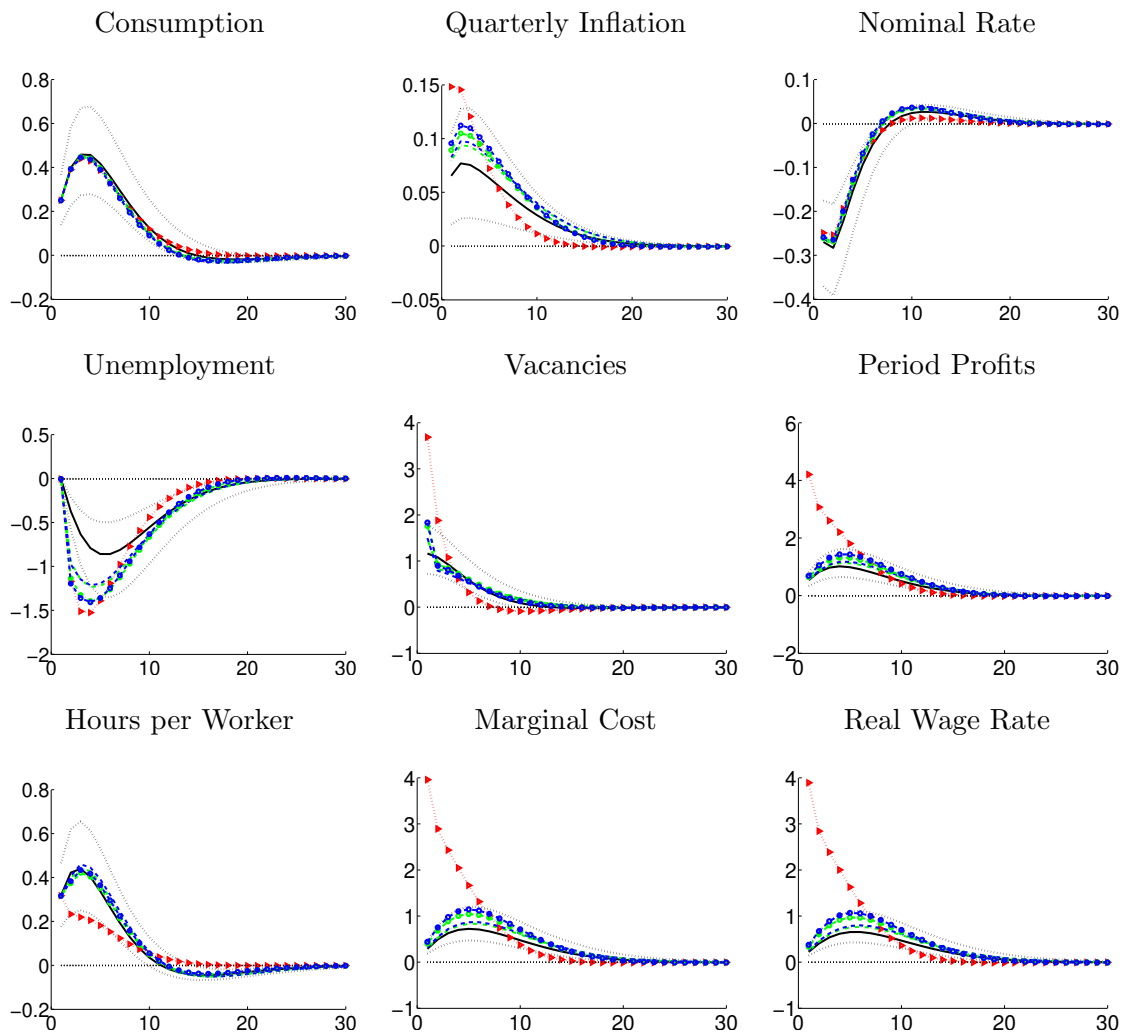 Consumption Quarterly Inflation Nominal Rate
0.8 0.15 0.1
0.6 0.1 0
0.4 0.05 −0.1
0.2 0 −0.2
0 −0.3
−0.2 −0.05 −0.4
0 10 20 30 0 10 20 30 0 10 20 30
Unemployment Vacancies Period Profits
0.5 4 6
0 3 4
−0.5 2 2
−1 1 0
−1.5 0
−2 −1 −2
0 10 20 30 0 10 20 30 0 10 20 30
Hours per Worker Marginal Cost Real Wage Rate
0.8 4 4
0.6 3 3
0.4 2 2
0.2 1 1
0 0 0
−0.2 −1 −1
0 10 20 30 0 10 20 30 0 10 20 30